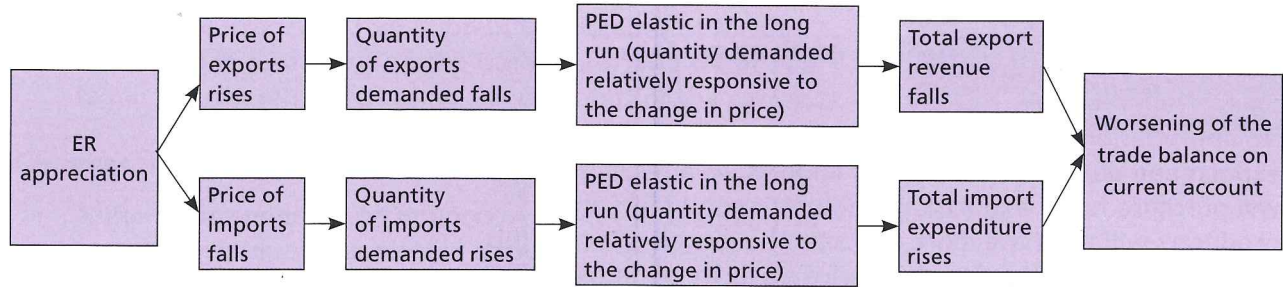 ER
appreciation
Price of
exports
rises
Quantity
of exports
demanded falls
PED elastic in the long
run (quantity demanded
relatively responsive to
the change in price)
Total export
revenue
falls
Price of
imports
falls
Quantity
of imports
demanded rises
PED elastic in the long
run (quantity demanded
relatively responsive to
the change in price)
Total import
expenditure
rises
Worsening of the
trade balance on
current account